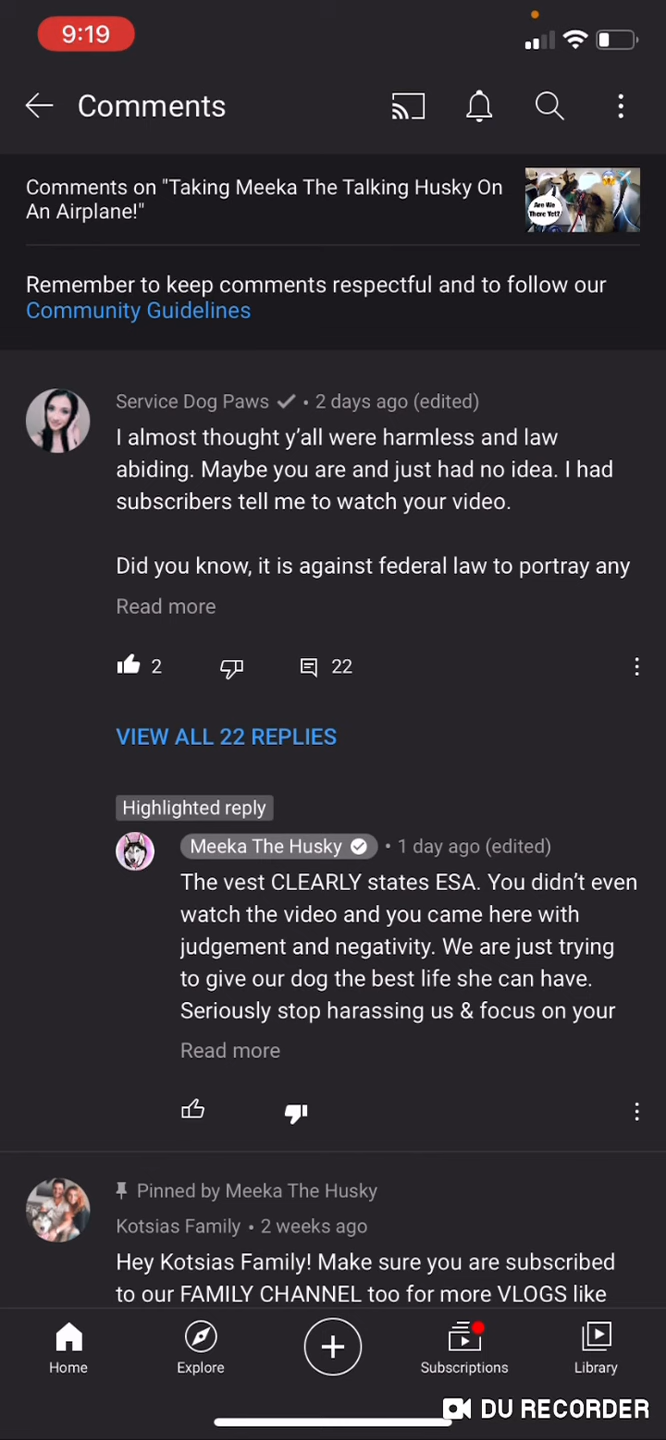 9:19
Comments
Comments on "Taking Meeka The Talking Husky On
An Airplane!"
Are We
There Yet?
Remember to keep comments respectful and to follow our
Community Guidelines
Service Dog Paws • 2 days ago (edited)
I almost thought y’all were harmless and law
abiding. Maybe you are and just had no idea. I had
subscribers tell me to watch your video.
Did you know, it is against federal law to portray any
Read more
2
22
VIEW ALL 22 REPLIES
Highlighted reply
Meeka The Husky • 1 day ago (edited)
The vest CLEARLY states ESA. You didn’t even
watch the video and you came here with
judgement and negativity. We are just trying
to give our dog the best life she can have.
Seriously stop harassing us & focus on your
Read more
Pinned by Meeka The Husky
Kotsias Family • 2 weeks ago
Hey Kotsias Family! Make sure you are subscribed
to our FAMILY CHANNEL too for more VLOGS like
Home
Explore
Subscriptions
Library
DU RECORDER